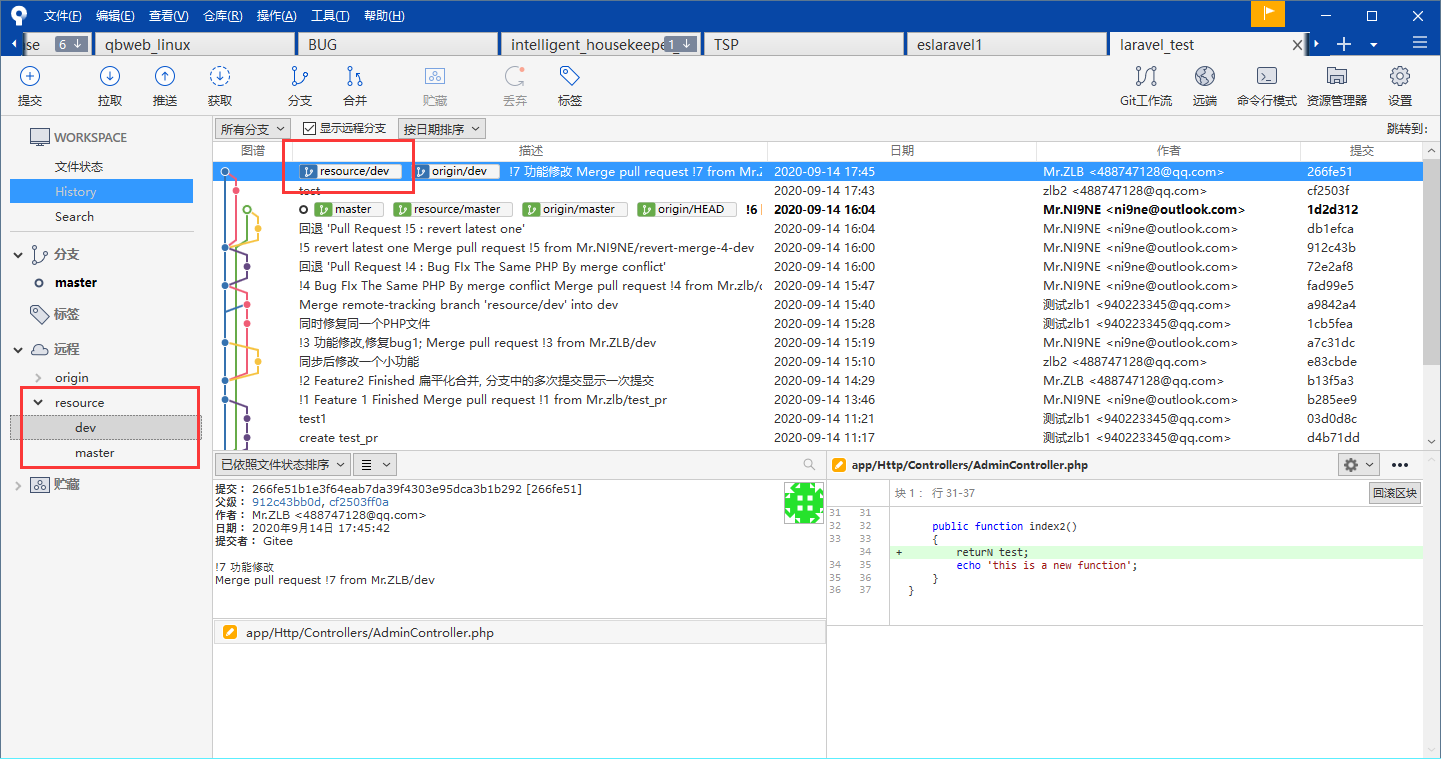 文件(F) 编辑(E) 查看(V) 仓库(R) 操作(A) 工具(T) 帮助(H)
se 6 qbweb_linux BUG intelligent_housekeepe 1 TSP eslaravel1 laravel_test
提交 拉取 推送 获取 分支 合并 贮藏 丢弃 标签 Git工作流 远端 命令行模式 资源管理器 设置
WORKSPACE
文件状态
History
Search
分支
master
标签
远程
origin
resource
dev
master
贮藏
所有分支 显示远程分支 按日期排序 跳转到:
图谱 描述 日期 作者 提交
resource/dev origin/dev !7 功能修改 Merge pull request !7 from Mr.Z 2020-09-14 17:45 Mr.ZLB <488747128@qq.com> 266fe51
test 2020-09-14 17:43 zlb2 <488747128@qq.com> cf2503f
master resource/master origin/master origin/HEAD !6 2020-09-14 16:04 Mr.NI9NE <ni9ne@outlook.com> 1d2d312
回退 'Pull Request !5 : revert latest one' 2020-09-14 16:04 Mr.NI9NE <ni9ne@outlook.com> db1efca
!5 revert latest one Merge pull request !5 from Mr.NI9NE/revert-merge-4-dev 2020-09-14 16:00 Mr.NI9NE <ni9ne@outlook.com> 912c43b
回退 'Pull Request !4 : Bug FIx The Same PHP By merge conflict' 2020-09-14 16:00 Mr.NI9NE <ni9ne@outlook.com> 72e2af8
!4 Bug FIx The Same PHP By merge conflict Merge pull request !4 from Mr.zlb/c 2020-09-14 15:47 Mr.NI9NE <ni9ne@outlook.com> fad99e5
Merge remote-tracking branch 'resource/dev' into dev 2020-09-14 15:40 测试zlb1 <940223345@qq.com> a9842a4
同时修复同一个PHP文件 2020-09-14 15:28 测试zlb1 <940223345@qq.com> 1cb5fea
!3 功能修改,修复bug1; Merge pull request !3 from Mr.ZLB/dev 2020-09-14 15:19 Mr.NI9NE <ni9ne@outlook.com> a7c31dc
同步后修改一个小功能 2020-09-14 15:10 zlb2 <488747128@qq.com> e83cbde
!2 Feature2 Finished 扁平化合并, 分支中的多次提交显示一次提交 2020-09-14 14:29 Mr.ZLB <488747128@qq.com> b13f5a3
!1 Feature 1 Finished Merge pull request !1 from Mr.zlb/test_pr 2020-09-14 13:46 Mr.NI9NE <ni9ne@outlook.com> b285ee9
test1 2020-09-14 11:21 测试zlb1 <940223345@qq.com> 03d0d8c
create test_pr 2020-09-14 11:17 测试zlb1 <940223345@qq.com> d4b71dd
已依照文件状态排序
提交： 266fe51b1e3f64eab7da39f4303e95dca3b1b292 [266fe51]
父级： 912c43bb0d, cf2503ff0a
作者： Mr.ZLB <488747128@qq.com>
日期： 2020年9月14日 17:45:42
提交者： Gitee
!7 功能修改
Merge pull request !7 from Mr.ZLB/dev
app/Http/Controllers/AdminController.php
app/Http/Controllers/AdminController.php
块 1： 行 31-37 回滚区块
31 31
32 32 public function index2()
33 33 {
34 + returN test;
34 35 echo 'this is a new function';
35 36 }
36 37 }